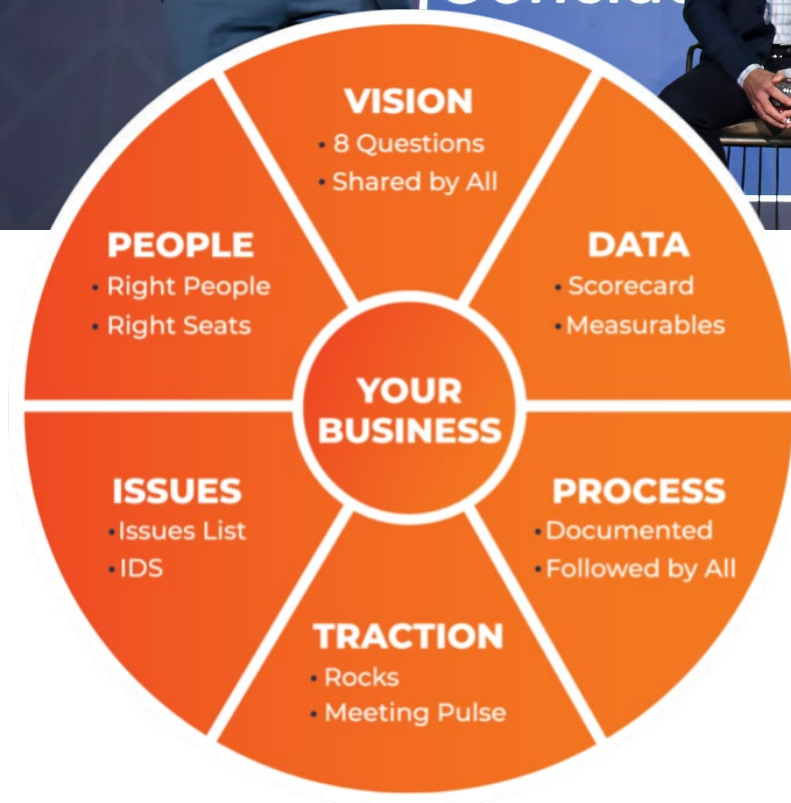 VISION
• 8 Questions
• Shared by All
DATA
• Scorecard
• Measurables
PROCESS
• Documented
• Followed by All
TRACTION
• Rocks
• Meeting Pulse
ISSUES
• Issues List
• IDS
PEOPLE
• Right People
• Right Seats
YOUR
BUSINESS